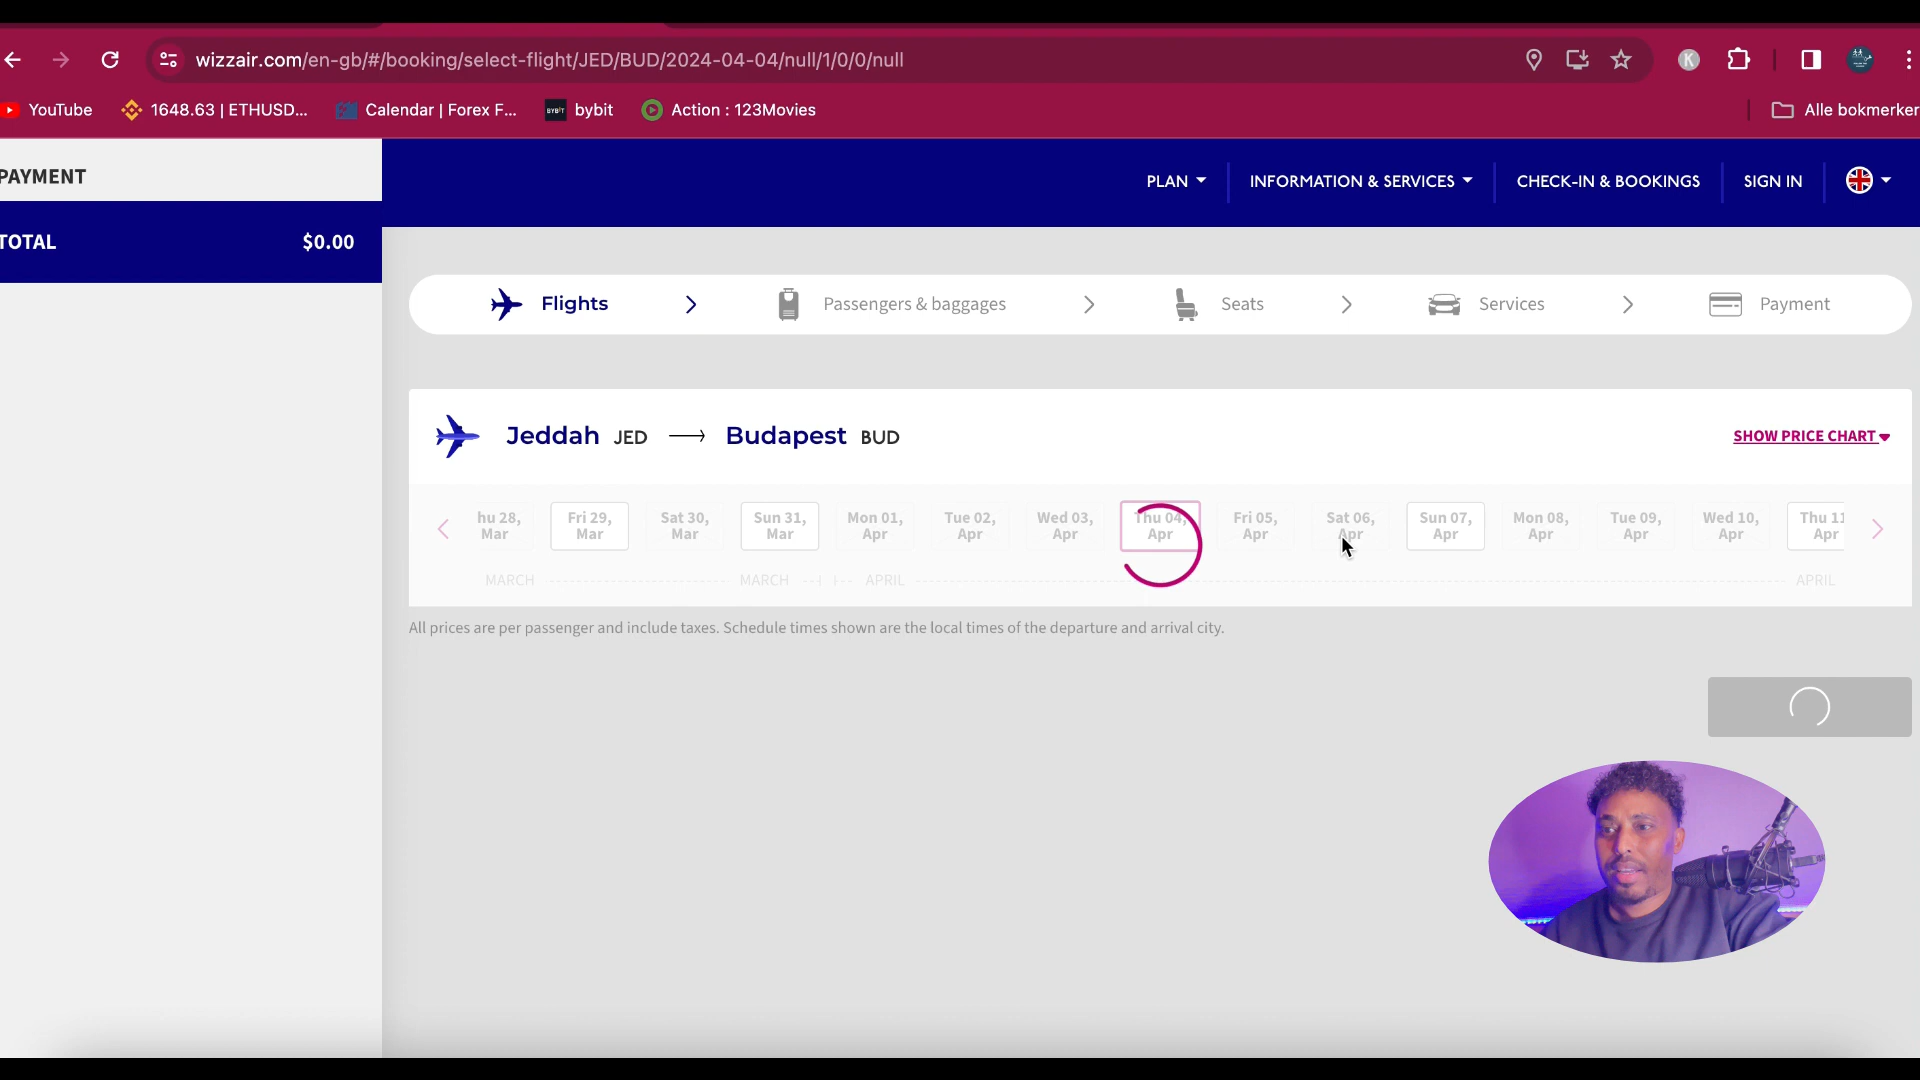 wizzair.com/en-gb/#/booking/select-flight/JED/BUD/2024-04-04/null/1/0/0/null
K
YouTube
1648.63 | ETHUSD...
Calendar | Forex F...
BYBIT
bybit
Action : 123Movies
Alle bokmerker
PAYMENT
TOTAL $0.00
PLAN
INFORMATION & SERVICES
CHECK-IN & BOOKINGS
SIGN IN
Flights
Passengers & baggages
Seats
Services
Payment
Jeddah JED
Budapest BUD
SHOW PRICE CHART
hu 28,
Mar
Fri 29,
Mar
Sat 30,
Mar
Sun 31,
Mar
Mon 01,
Apr
Tue 02,
Apr
Wed 03,
Apr
Thu 04,
Apr
Fri 05,
Apr
Sat 06,
Apr
Sun 07,
Apr
Mon 08,
Apr
Tue 09,
Apr
Wed 10,
Apr
Thu 11
Apr
MARCH
MARCH
APRIL
APRIL
All prices are per passenger and include taxes. Schedule times shown are the local times of the departure and arrival city.